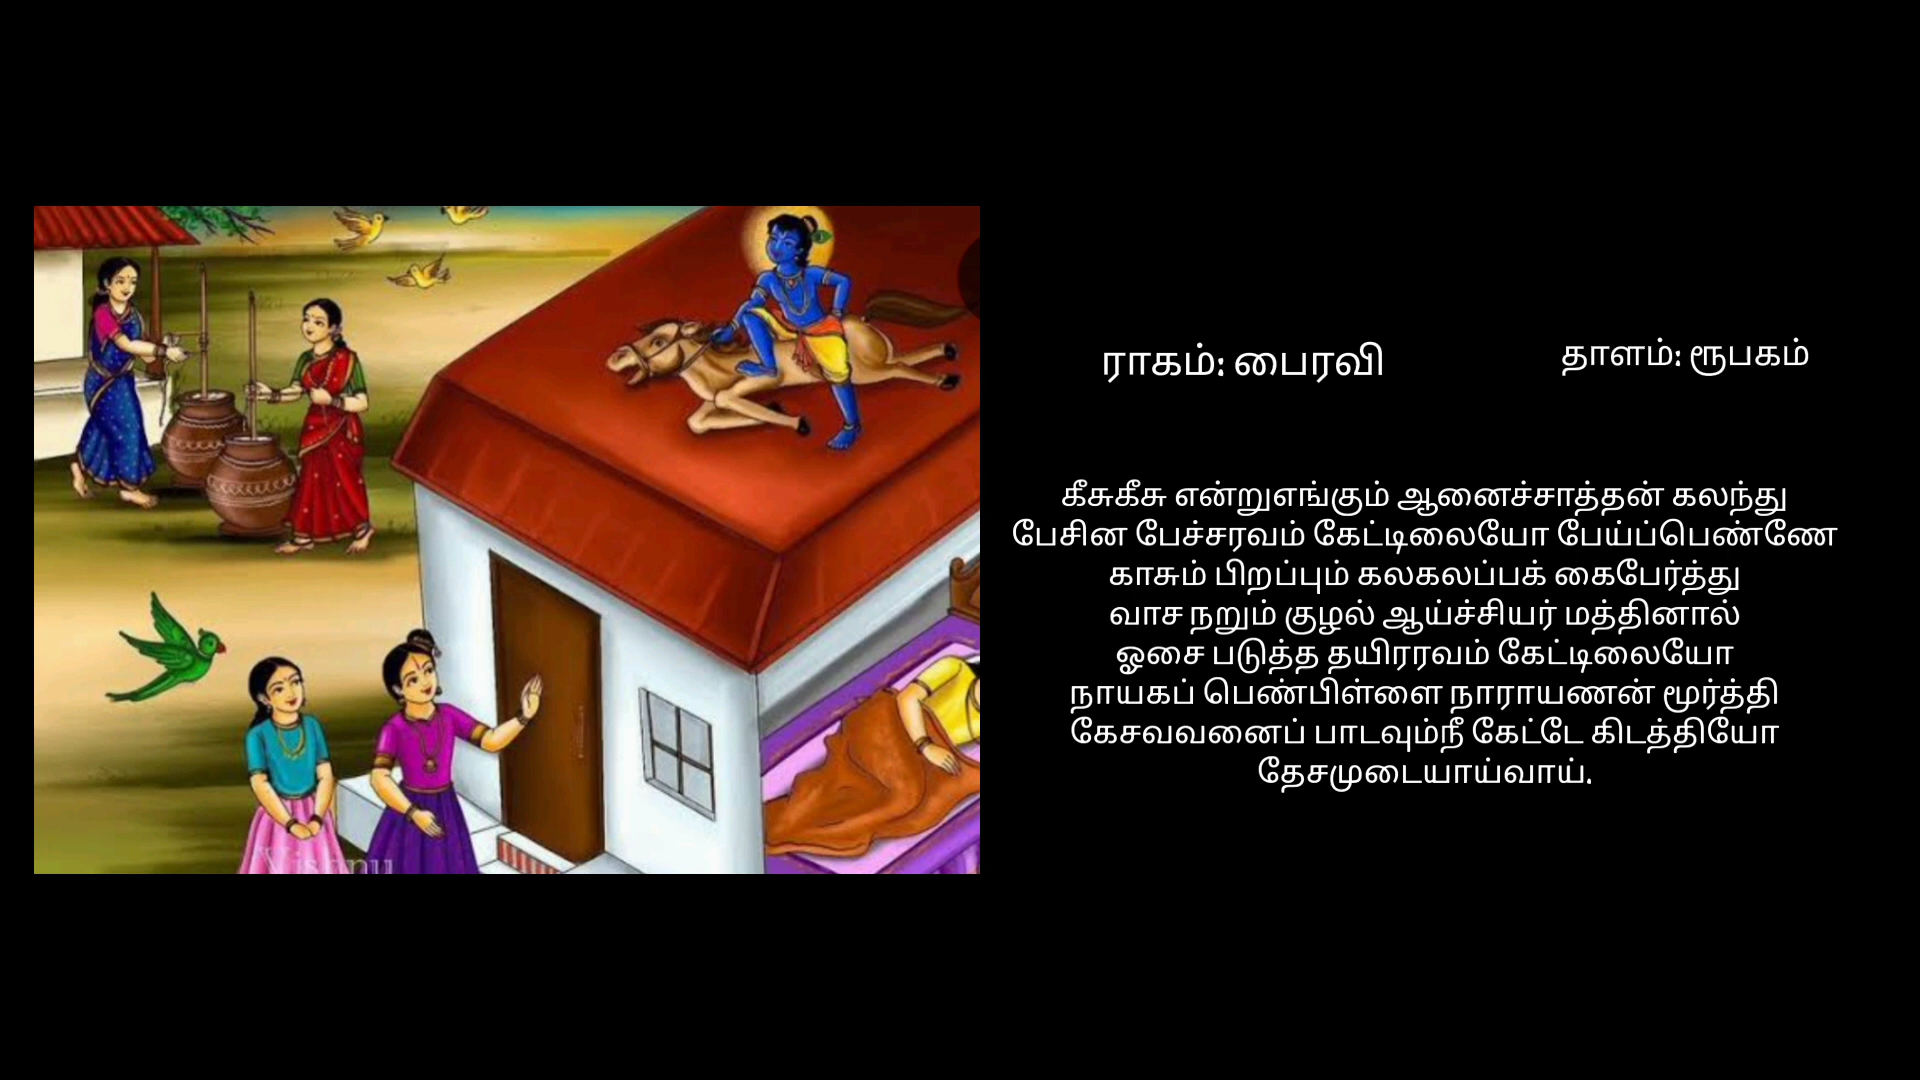 ராகம்: பைரவி
தாளம்: ரூபகம்
கீசுகீசு என்றுஎங்கும் ஆனைச்சாத்தன் கலந்து
பேசின பேச்சரவம் கேட்டிலையோ பேய்ப்பெண்ணே
காசும் பிறப்பும் கலகலப்பக் கைபேர்த்து
வாச நறும் குழல் ஆய்ச்சியர் மத்தினால்
ஓசை படுத்த தயிரரவம் கேட்டிலையோ
நாயகப் பெண்பிள்ளை நாராயணன் மூர்த்தி
கேசவவனைப் பாடவும்நீ கேட்டே கிடத்தியோ
தேசமுடையாய்வாய்.
Vishnu